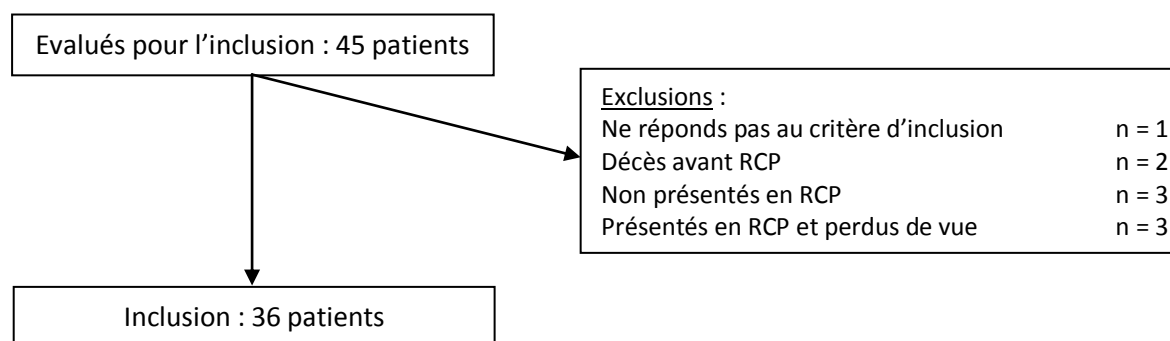 Evalués pour l’inclusion : 45 patients
Exclusions :
Ne réponds pas au critère d’inclusion n = 1
Décès avant RCP n = 2
Non présentés en RCP n = 3
Présentés en RCP et perdus de vue n = 3
Inclusion : 36 patients